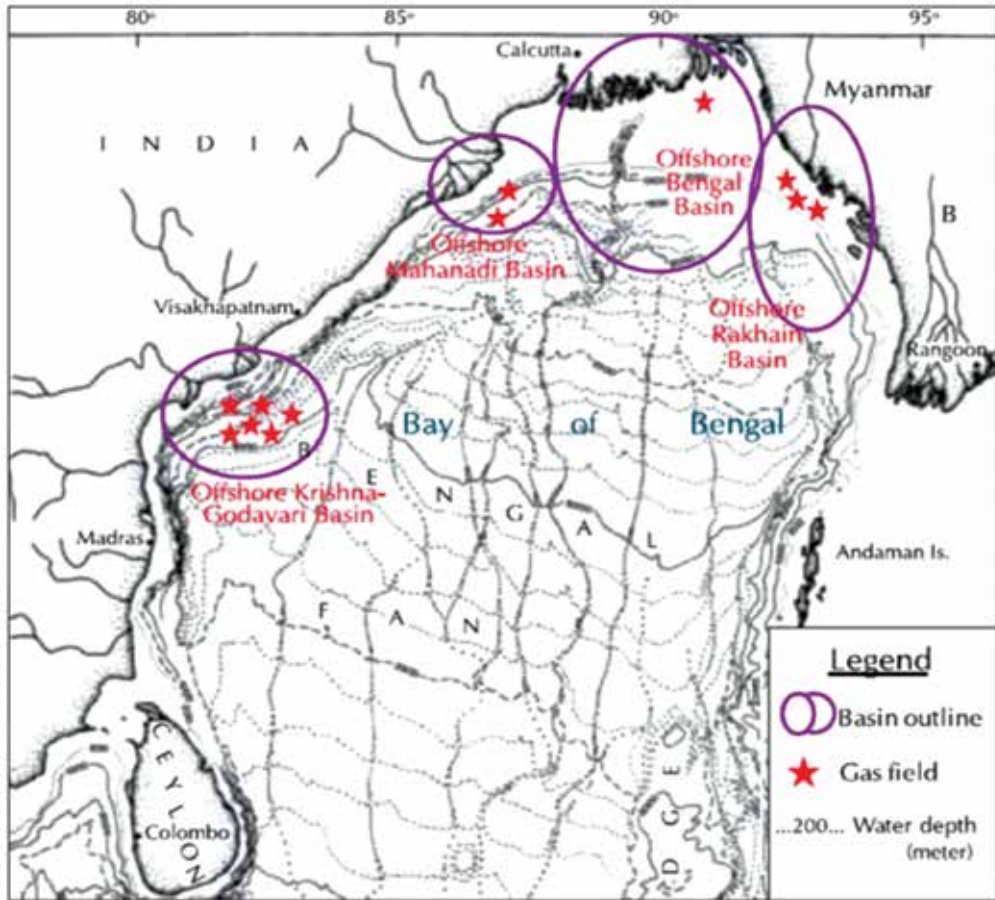 80°
85°
90°
95°
Calcutta
Myanmar
I N D I A
Offshore
Bengal
Basin
B
Offshore
Mahanadi Basin
Visakhapatnam
Offshore
Rakhain
Basin
Rangoon
Bay of Bengal
B E N G A L
Offshore Krishna-
Godavari Basin
Madras
Andaman Is.
F A N
Legend
Basin outline
CEYLON
Gas field
Colombo
...200... Water depth
(meter)
D G E